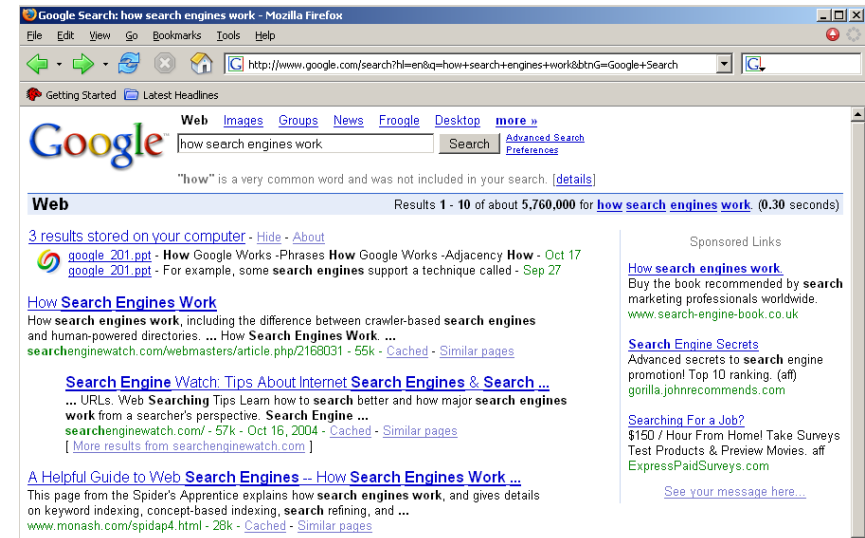 Google Search: how search engines work - Mozilla Firefox
File Edit View Go Bookmarks Tools Help
G http://www.google.com/search?hl=en&q=how+search+engines+work&btnG=Google+Search G
Getting Started Latest Headlines
Web Images Groups News Froogle Desktop more »
Google™ how search engines work Search Advanced Search
Preferences
"how" is a very common word and was not included in your search. [details]
Web Results 1 - 10 of about 5,760,000 for how search engines work. (0.30 seconds)
3 results stored on your computer - Hide - About
google_201.ppt - How Google Works -Phrases How Google Works -Adjacency How - Oct 17
google_201.ppt - For example, some search engines support a technique called - Sep 27
How Search Engines Work
How search engines work, including the difference between crawler-based search engines
and human-powered directories. ... How Search Engines Work. ...
searchenginewatch.com/webmasters/article.php/2168031 - 55k - Cached - Similar pages
Search Engine Watch: Tips About Internet Search Engines & Search ...
... URLs. Web Searching Tips Learn how to search better and how major search engines
work from a searcher's perspective. Search Engine ...
searchenginewatch.com/ - 57k - Oct 16, 2004 - Cached - Similar pages
[ More results from searchenginewatch.com ]
A Helpful Guide to Web Search Engines -- How Search Engines Work ...
This page from the Spider's Apprentice explains how search engines work, and gives details
on keyword indexing, concept-based indexing, search refining, and ...
www.monash.com/spidap4.html - 28k - Cached - Similar pages
Sponsored Links
How search engines work.
Buy the book recommended by search
marketing professionals worldwide.
www.search-engine-book.co.uk
Search Engine Secrets
Advanced secrets to search engine
promotion! Top 10 ranking. (aff)
gorilla.johnrecommends.com
Searching For a Job?
$150 / Hour From Home! Take Surveys
Test Products & Preview Movies. aff
ExpressPaidSurveys.com
See your message here...